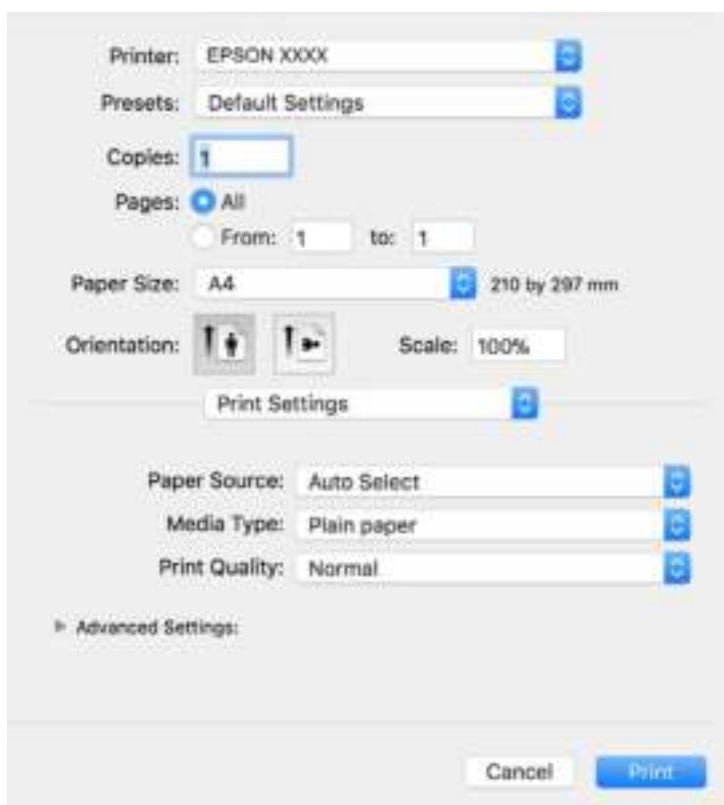 Printer: EPSON XXXX
Presets: Default Settings
Copies: 1
Pages: All
From: 1 to: 1
Paper Size: A4 210 by 297 mm
Orientation: Scale: 100%
Print Settings
Paper Source: Auto Select
Media Type: Plain paper
Print Quality: Normal
Advanced Settings:
Cancel Print